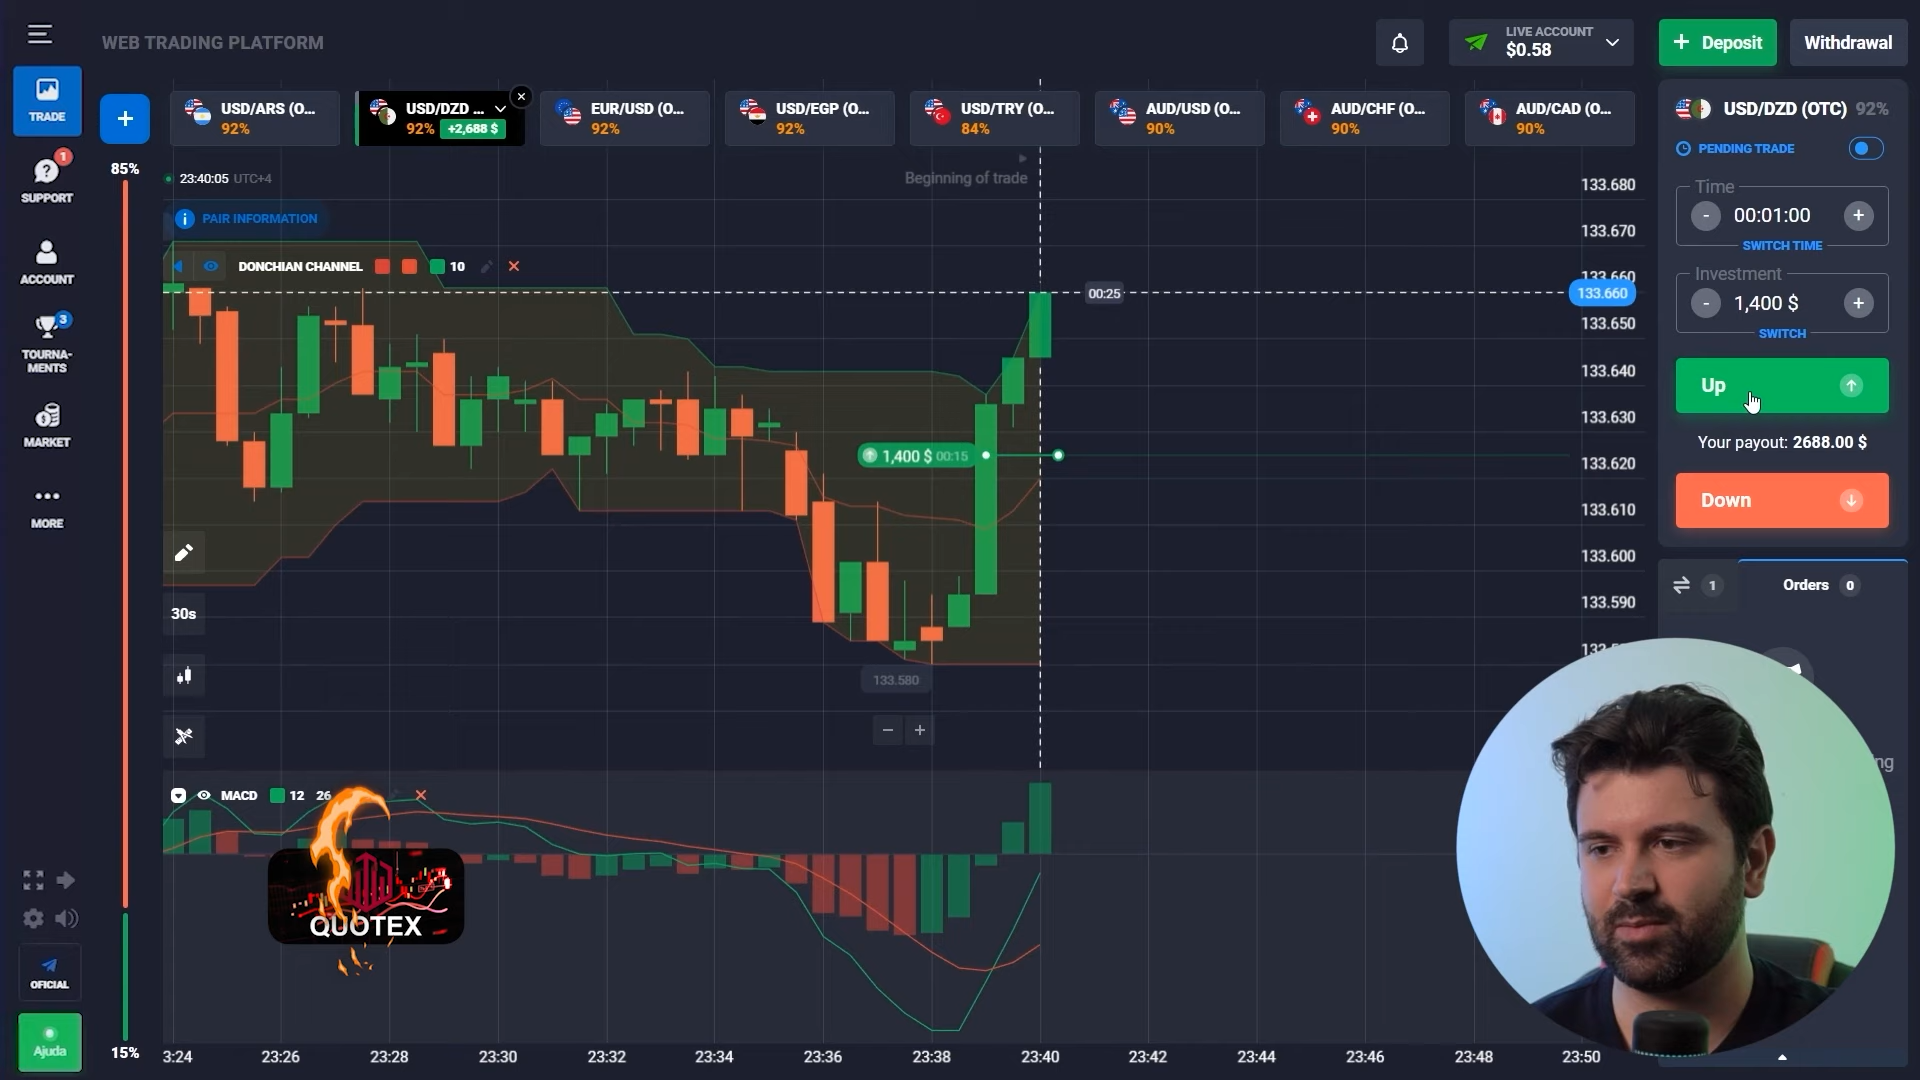 WEB TRADING PLATFORM
LIVE ACCOUNT
$0.58
Deposit
Withdrawal
TRADE
1
SUPPORT
ACCOUNT
3
TOURNA-
MENTS
MARKET
MORE
OFICIAL
Ajuda
85%
15%
USD/ARS (O...
92%
USD/DZD ...
92% +2,688 $
EUR/USD (O...
92%
USD/EGP (O...
92%
USD/TRY (O...
84%
AUD/USD (O...
90%
AUD/CHF (O...
90%
AUD/CAD (O...
90%
23:40:05 UTC+4
Beginning of trade
PAIR INFORMATION
DONCHIAN CHANNEL 10
00:25
1,400 $ 00:15
133.580
30s
133.680
133.670
133.660
133.660
133.650
133.640
133.630
133.620
133.610
133.600
133.590
MACD 12 26
QUOTEX
3:24 23:26 23:28 23:30 23:32 23:34 23:36 23:38 23:40 23:42 23:44 23:46 23:48 23:50
USD/DZD (OTC) 92%
PENDING TRADE
Time
- 00:01:00 +
SWITCH TIME
Investment
- 1,400 $ +
SWITCH
Up
Your payout: 2688.00 $
Down
1 Orders 0